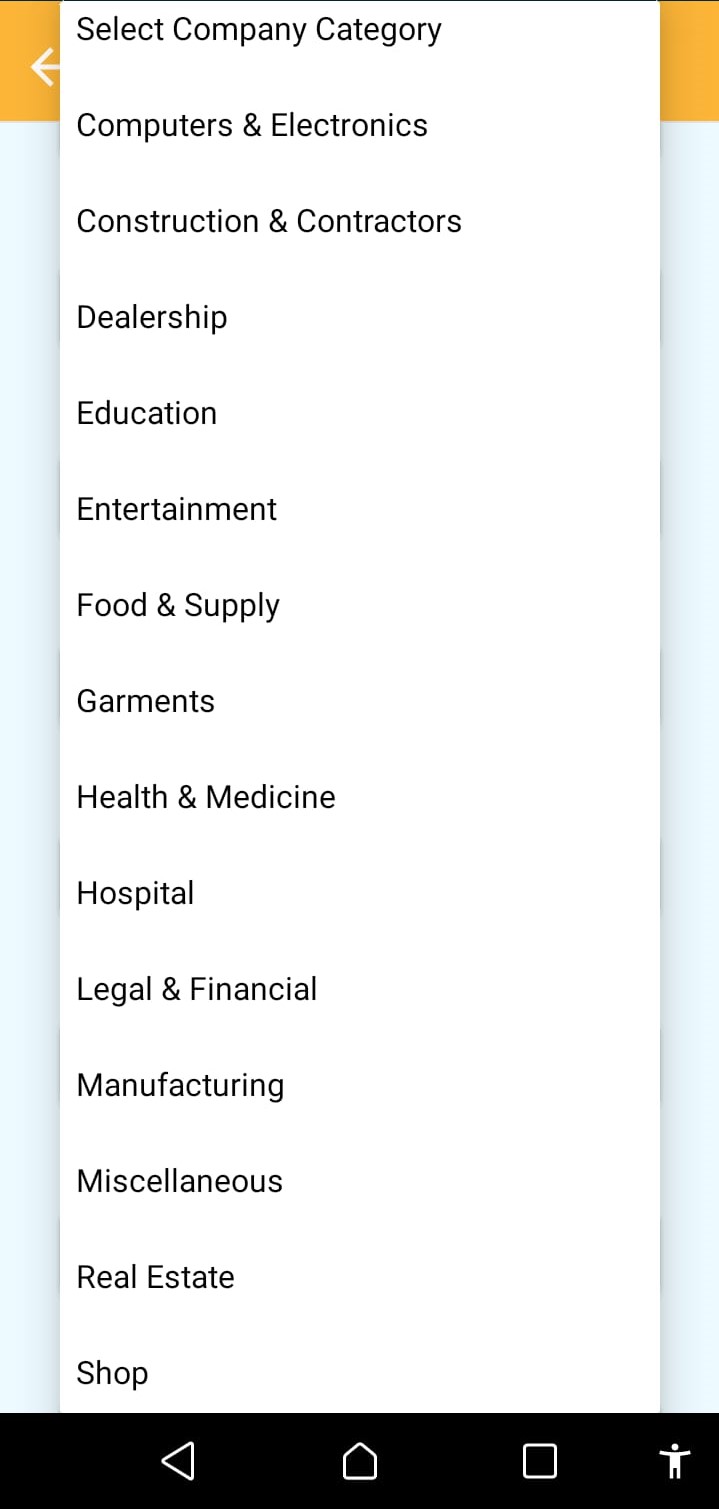 Select Company Category
Computers & Electronics
Construction & Contractors
Dealership
Education
Entertainment
Food & Supply
Garments
Health & Medicine
Hospital
Legal & Financial
Manufacturing
Miscellaneous
Real Estate
Shop